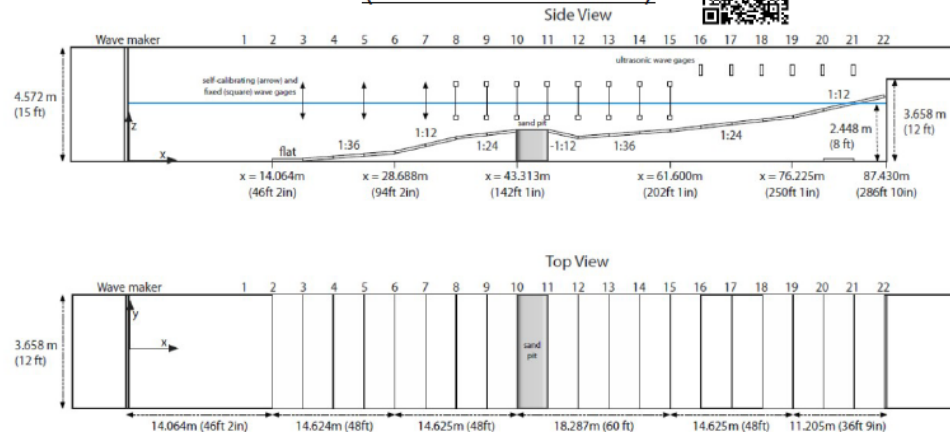 Side View
Wave maker 1 2 3 4 5 6 7 8 9 10 11 12 13 14 15 16 17 18 19 20 21 22
ultrasonic wave gages
self-calibrating (arrow) and
fixed (square) wave gages
4.572 m
(15 ft)
z
x
flat
1:36
1:12
1:24
sand pit
-1:12
1:36
1:24
1:12
2.448 m
(8 ft)
3.658 m
(12 ft)
x = 14.064m x = 28.688m x = 43.313m x = 61.600m x = 76.225m 87.430m
(46ft 2in) (94ft 2in) (142ft 1in) (202ft 1in) (250ft 1in) (286ft 10in)
Top View
Wave maker 1 2 3 4 5 6 7 8 9 10 11 12 13 14 15 16 17 18 19 20 21 22
y
x
3.658 m
(12 ft)
sand
pit
14.064m (46ft 2in) 14.624m (48ft) 14.625m (48ft) 18.287m (60 ft) 14.625m (48ft) 11.205m (36ft 9in)